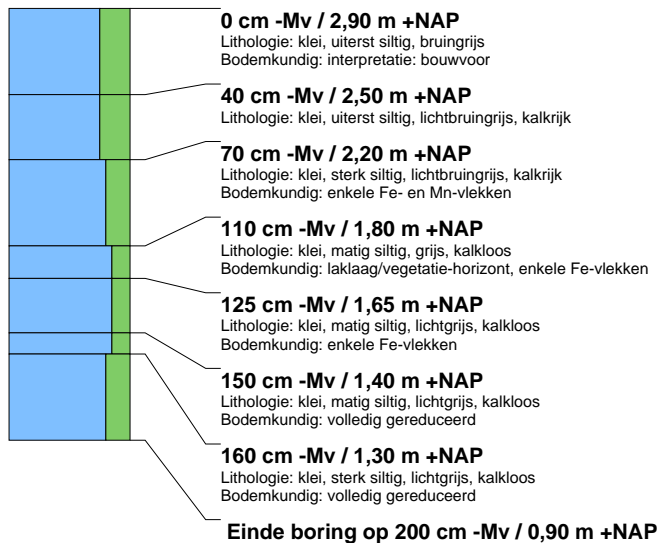 0 cm -Mv / 2,90 m +NAP
Lithologie: klei, uiterst siltig, bruingrijs
Bodemkundig: interpretatie: bouwvoor
40 cm -Mv / 2,50 m +NAP
Lithologie: klei, uiterst siltig, lichtbruingrijs, kalkrijk
70 cm -Mv / 2,20 m +NAP
Lithologie: klei, sterk siltig, lichtbruingrijs, kalkrijk
Bodemkundig: enkele Fe- en Mn-vlekken
110 cm -Mv / 1,80 m +NAP
Lithologie: klei, matig siltig, grijs, kalkloos
Bodemkundig: laklaag/vegetatie-horizont, enkele Fe-vlekken
125 cm -Mv / 1,65 m +NAP
Lithologie: klei, matig siltig, lichtgrijs, kalkloos
Bodemkundig: enkele Fe-vlekken
150 cm -Mv / 1,40 m +NAP
Lithologie: klei, matig siltig, lichtgrijs, kalkloos
Bodemkundig: volledig gereduceerd
160 cm -Mv / 1,30 m +NAP
Lithologie: klei, sterk siltig, lichtgrijs, kalkloos
Bodemkundig: volledig gereduceerd
Einde boring op 200 cm -Mv / 0,90 m +NAP